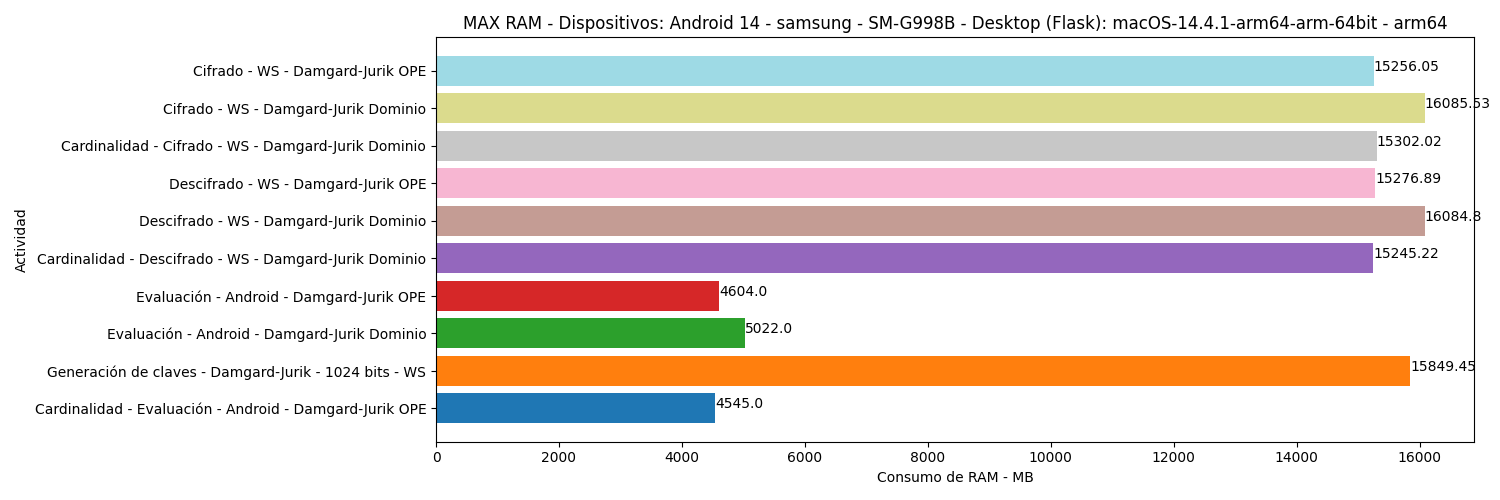 MAX RAM - Dispositivos: Android 14 - samsung - SM-G998B - Desktop (Flask): macOS-14.4.1-arm64-arm-64bit - arm64
Cifrado - WS - Damgard-Jurik OPE 15256.05
Cifrado - WS - Damgard-Jurik Dominio 16085.53
Cardinalidad - Cifrado - WS - Damgard-Jurik Dominio 15302.02
Descifrado - WS - Damgard-Jurik OPE 15276.89
Descifrado - WS - Damgard-Jurik Dominio 16084.8
Cardinalidad - Descifrado - WS - Damgard-Jurik Dominio 15245.22
Evaluación - Android - Damgard-Jurik OPE 4604.0
Evaluación - Android - Damgard-Jurik Dominio 5022.0
Generación de claves - Damgard-Jurik - 1024 bits - WS 15849.45
Cardinalidad - Evaluación - Android - Damgard-Jurik OPE 4545.0
Actividad
0 2000 4000 6000 8000 10000 12000 14000 16000
Consumo de RAM - MB